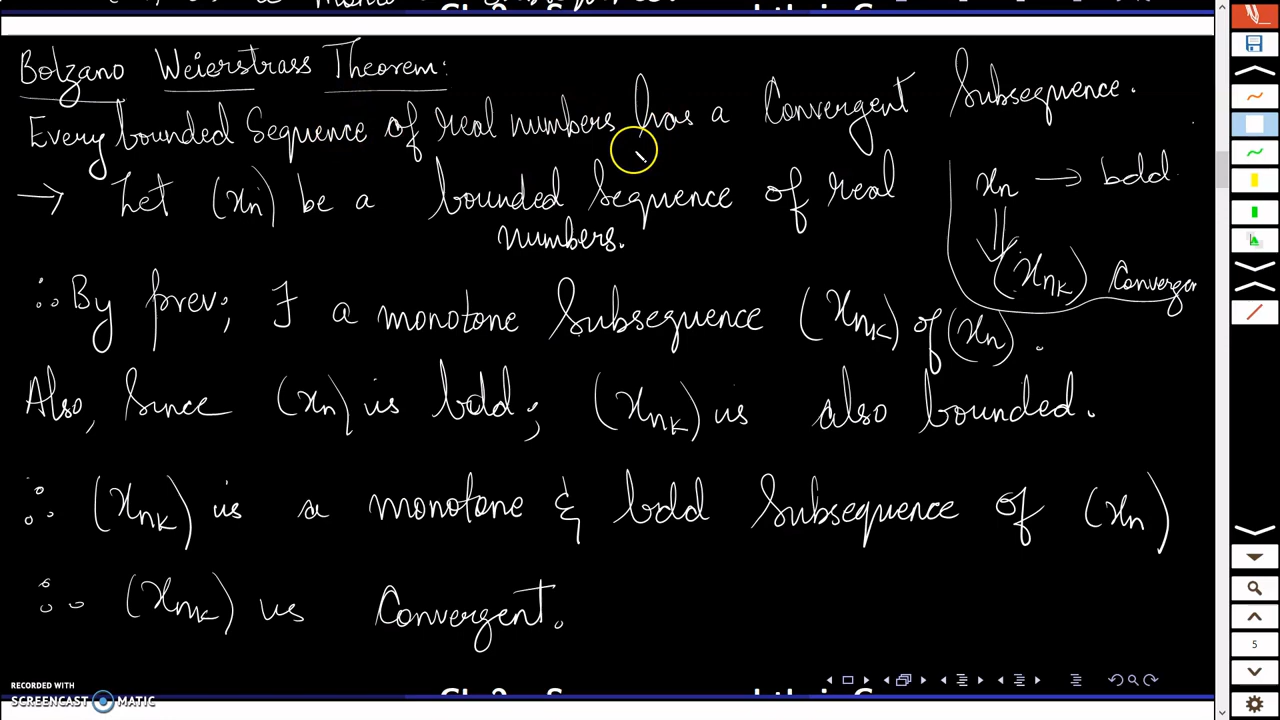 Bolzano Weierstrass Theorem:
Every bounded Sequence of real numbers has a Convergent Subsequence.
→ Let (xn) be a bounded Sequence of real numbers.
xn → bdd.
⇓
(xnk) Convergen
∴ By prev; ∃ a monotone Subsequence (xnk) of (xn).
Also, Since (xn) is bdd; (xnk) is also bounded.
∴ (xnk) is a monotone & bdd Subsequence of (xn)
∴ (xnk) is Convergent.
5
RECORDED WITH
SCREENCAST MATIC